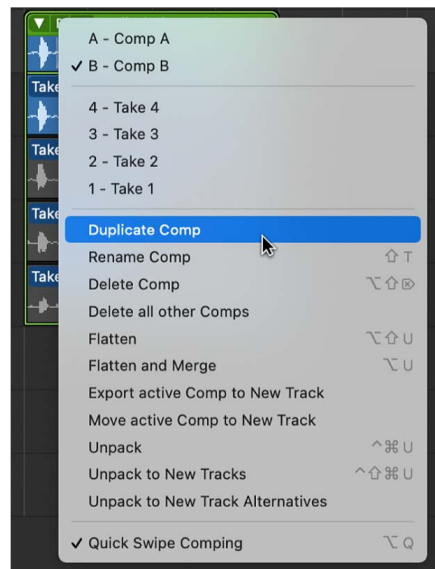 Take
Take
Take
Take
A - Comp A
✓ B - Comp B
4 - Take 4
3 - Take 3
2 - Take 2
1 - Take 1
Duplicate Comp
Rename Comp ⇧ T
Delete Comp ⌥⇧⌦
Delete all other Comps
Flatten ⌥⇧ U
Flatten and Merge ⌥ U
Export active Comp to New Track
Move active Comp to New Track
Unpack ^⌘ U
Unpack to New Tracks ^⇧⌘ U
Unpack to New Track Alternatives
✓ Quick Swipe Comping ⌥ Q